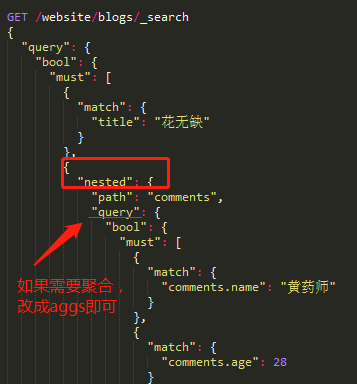 GET /website/blogs/_search
{
"query": {
"bool": {
"must": [
{
"match": {
"title": "花无缺"
}
},
{
"nested": {
"path": "comments",
"query": {
"bool": {
"must": [
{
"match": {
"comments.name": "黄药师"
}
},
{
"match": {
"comments.age": 28
}
如果需要聚合，
改成aggs即可